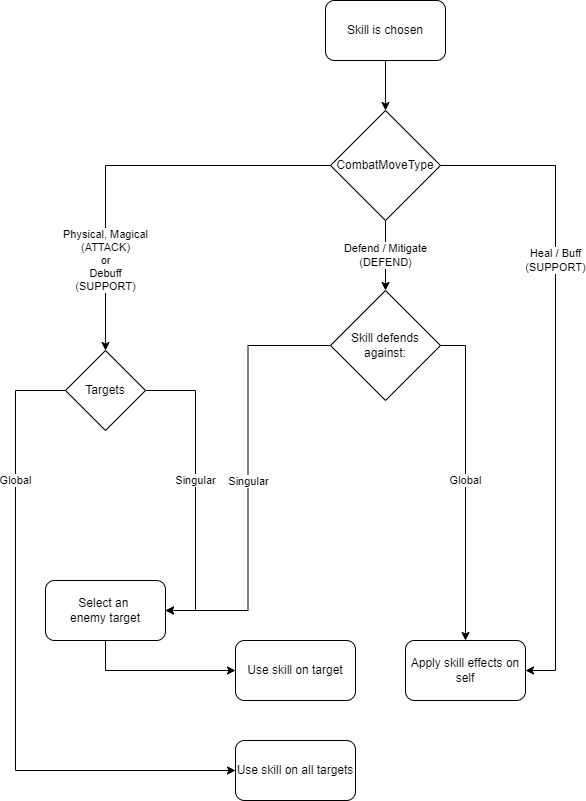 Skill is chosen
CombatMoveType
Physical, Magical
(ATTACK)
or
Debuff
(SUPPORT)
Defend / Mitigate
(DEFEND)
Heal / Buff
(SUPPORT)
Skill defends
against:
Targets
Global
Singular
Singular
Global
Select an
enemy target
Use skill on target
Apply skill effects on
self
Use skill on all targets